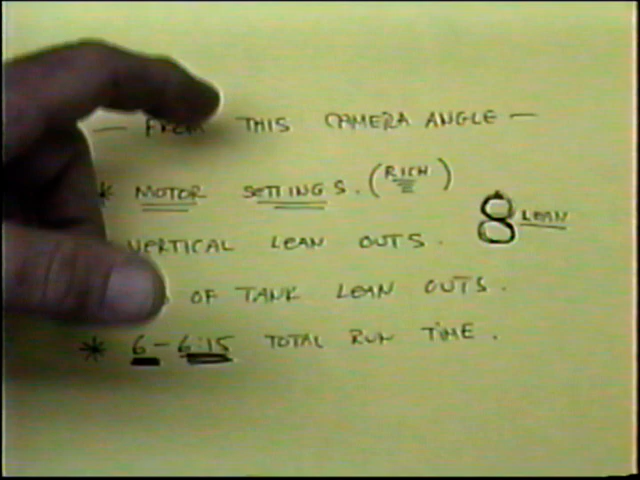 — FROM THIS CAMERA ANGLE —
* MOTOR SETTINGS. (RICH)
8 LEAN
VERTICAL LEAN OUTS.
OF TANK LEAN OUTS.
* 6-6:15 TOTAL RUN TIME.